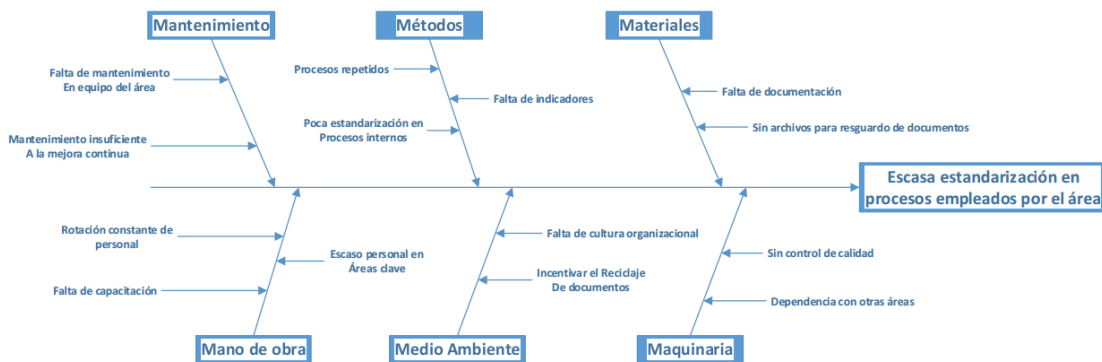 Mantenimiento
Métodos
Materiales
Falta de mantenimiento
En equipo del área
Mantenimiento insuficiente
A la mejora continua
Procesos repetidos
Falta de indicadores
Poca estandarización en
Procesos internos
Falta de documentación
Sin archivos para resguardo de documentos
Escasa estandarización en
procesos empleados por el área
Rotación constante de
personal
Escaso personal en
Áreas clave
Falta de capacitación
Falta de cultura organizacional
Incentivar el Reciclaje
De documentos
Sin control de calidad
Dependencia con otras áreas
Mano de obra
Medio Ambiente
Maquinaria